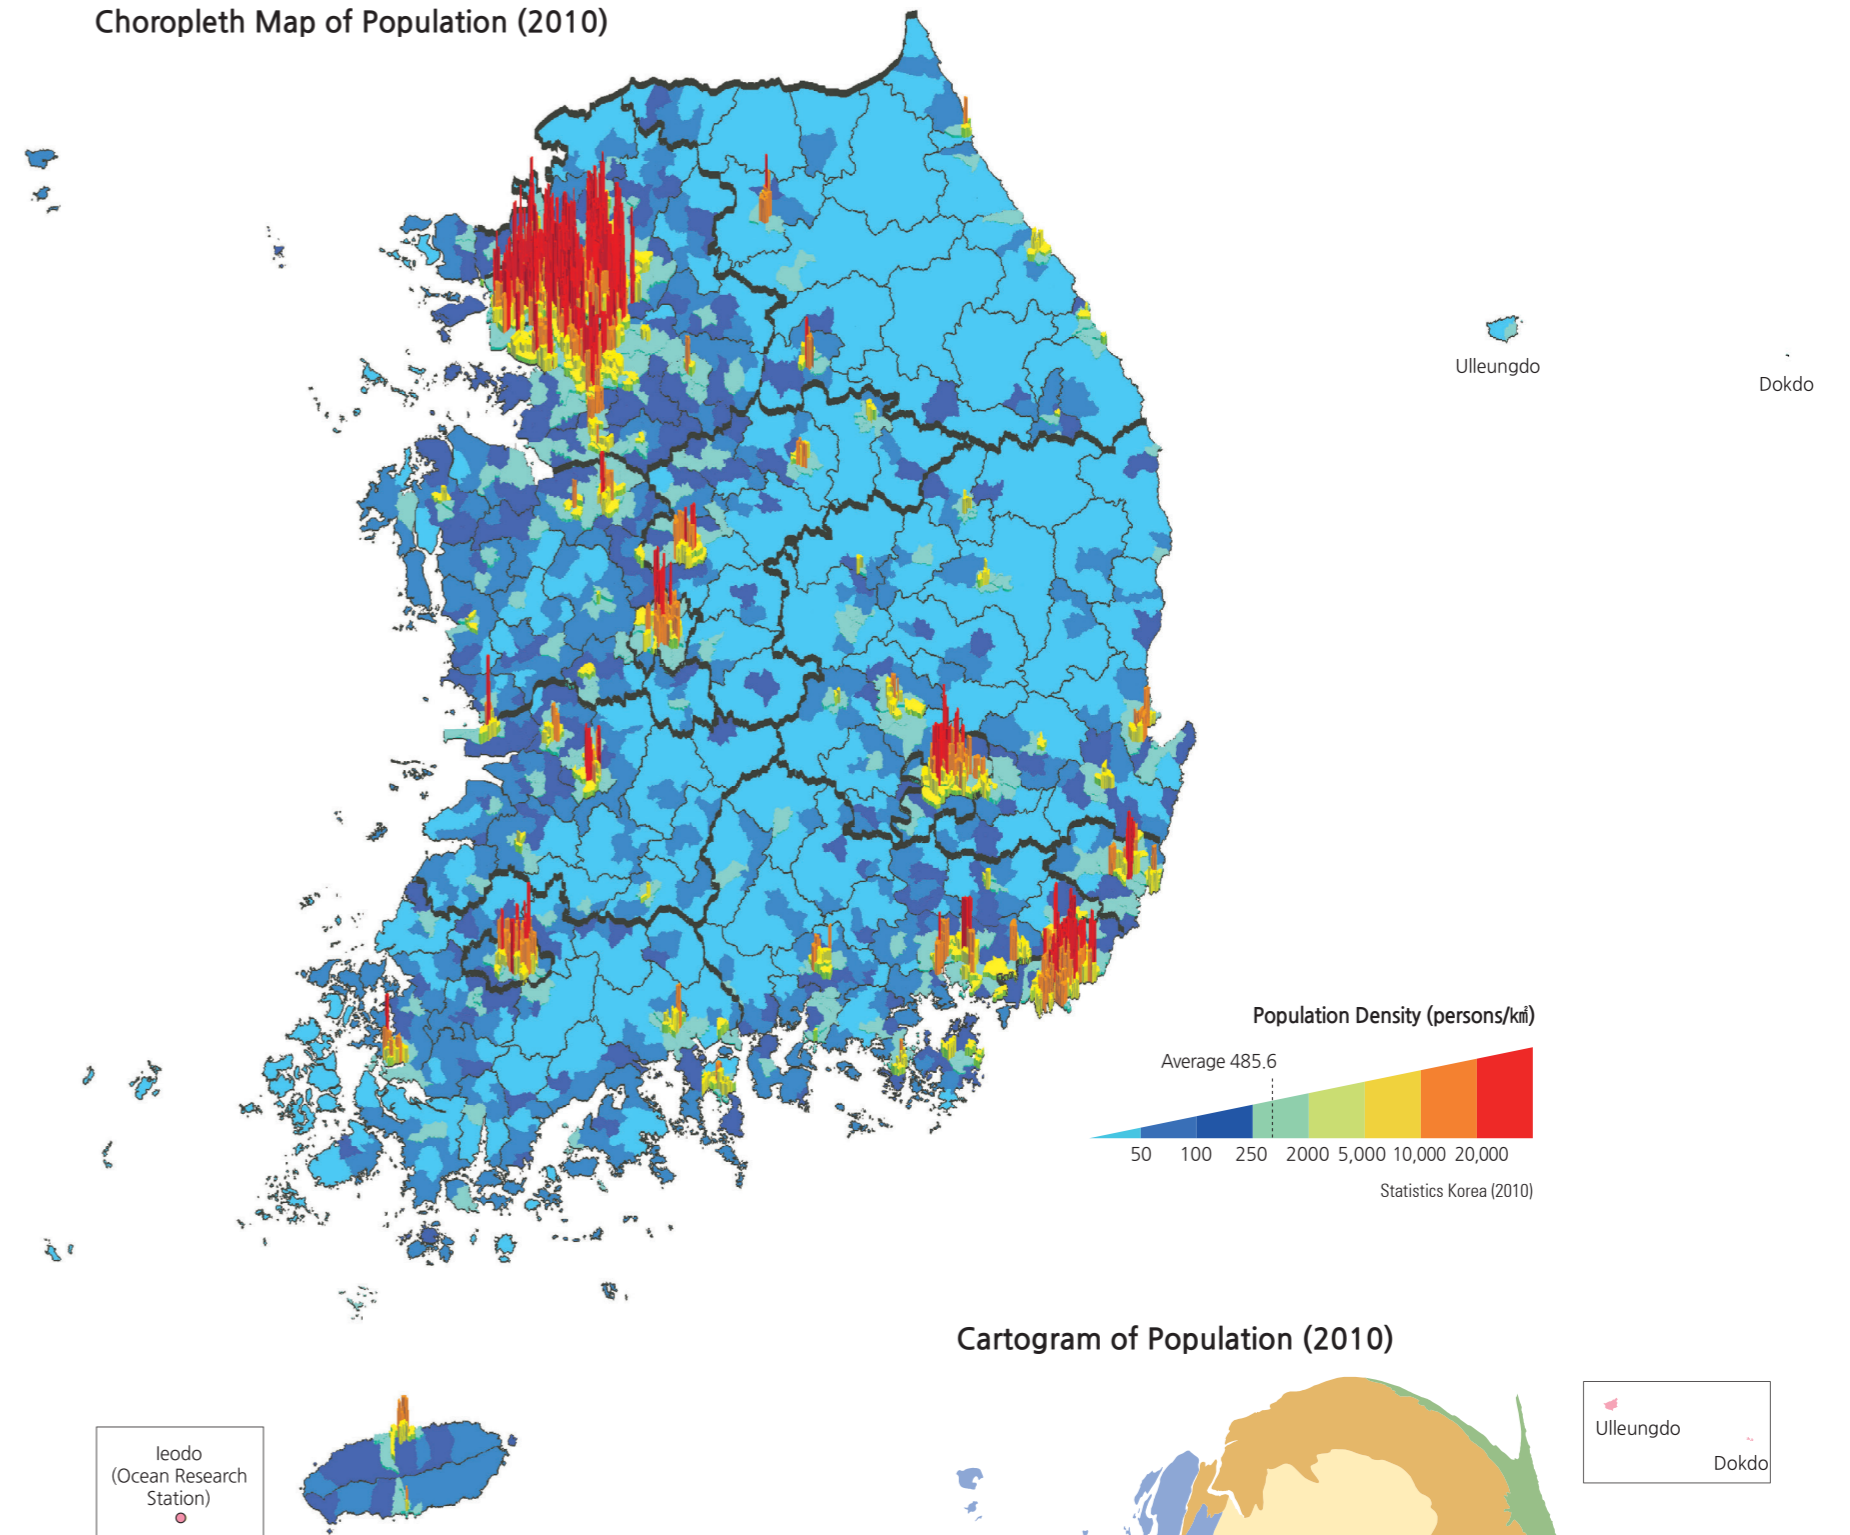 Choropleth Map of Population (2010)
Ulleungdo
Dokdo
Population Density (persons/㎢)
Average 485.6
50 100 250 2000 5,000 10,000 20,000
Statistics Korea (2010)
Cartogram of Population (2010)
Ieodo
(Ocean Research
Station)
Ulleungdo
Dokdo